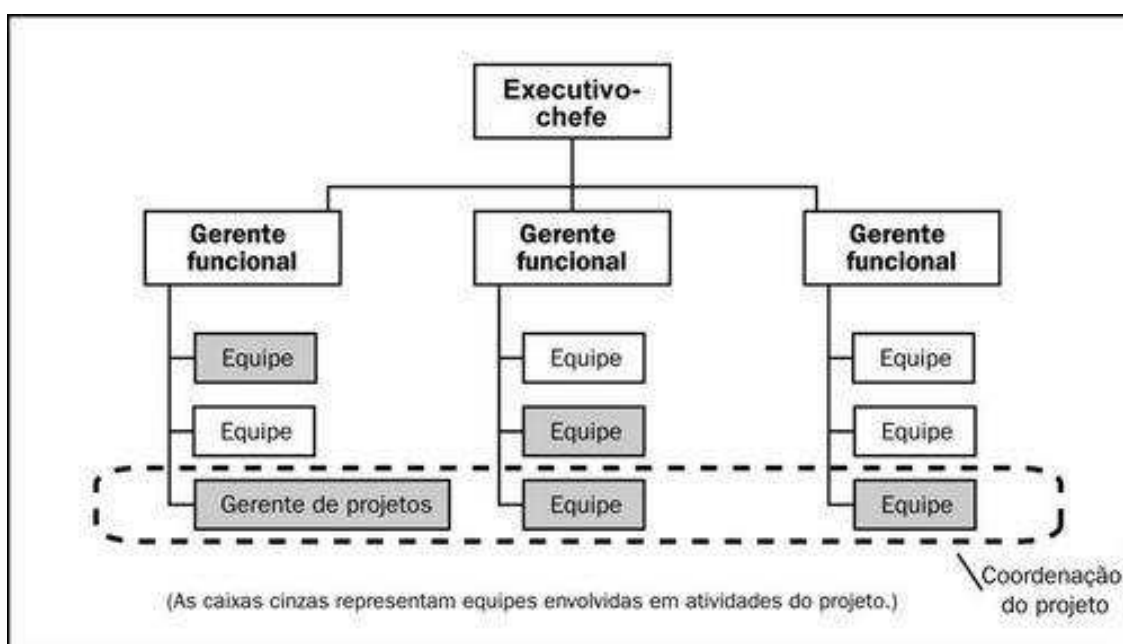 Executivo-
chefe
Gerente
funcional
Gerente
funcional
Gerente
funcional
Equipe
Equipe
Equipe
Equipe
Equipe
Equipe
Gerente de projetos
Equipe
Equipe
Coordenação
do projeto
(As caixas cinzas representam equipes envolvidas em atividades do projeto.)